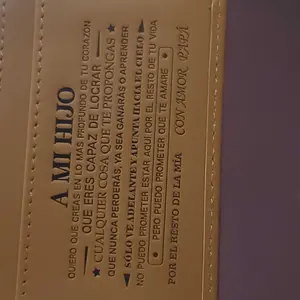 A MI HIJO
QUIERO QUE CREAS EN LO MÁS PROFUNDO DE TU CORAZÓN
QUE ERES CAPAZ DE LOGRAR
CUALQUIER COSA QUE TE PROPONGAS
QUE NUNCA PERDERÁS, YA SEA GANARÁS O APRENDER
SÓLO VE ADELANTE Y APUNTA HACIA EL CIELO
NO PUEDO PROMETER ESTAR AQUÍ POR EL RESTO DE TU VIDA
PERO PUEDO PROMETER QUE TE AMARÉ
POR EL RESTO DE LA MÍA
CON AMOR, PAPÁ